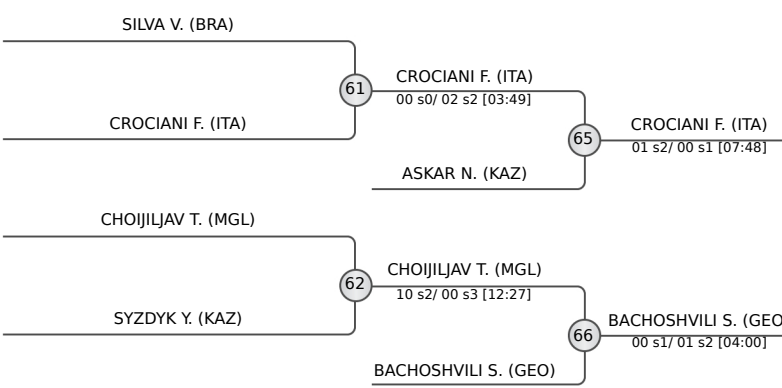 SILVA V. (BRA)
61
CROCIANI F. (ITA)
00 s0/ 02 s2 [03:49]
CROCIANI F. (ITA)
65
CROCIANI F. (ITA)
01 s2/ 00 s1 [07:48]
ASKAR N. (KAZ)
CHOIJILJAV T. (MGL)
62
CHOIJILJAV T. (MGL)
10 s2/ 00 s3 [12:27]
SYZDYK Y. (KAZ)
66
BACHOSHVILI S. (GEO
00 s1/ 01 s2 [04:00]
BACHOSHVILI S. (GEO)